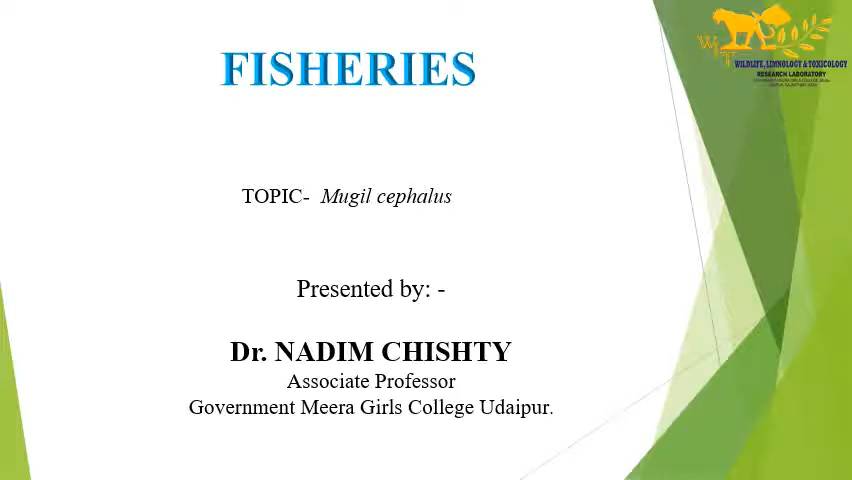 FISHERIES
WLT
WILDLIFE, LIMNOLOGY & TOXICOLOGY
RESEARCH LABORATORY
TOPIC- Mugil cephalus
Presented by: -
Dr. NADIM CHISHTY
Associate Professor
Government Meera Girls College Udaipur.